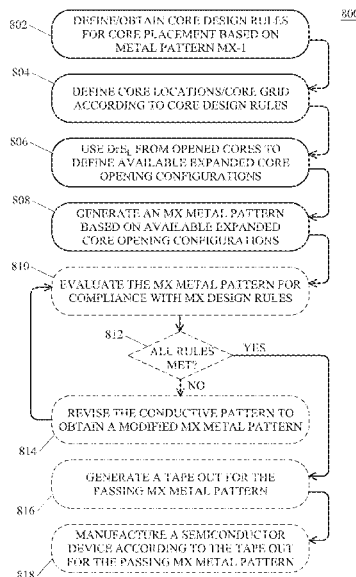 800
802
DEFINE/OBTAIN CORE DESIGN RULES
FOR CORE PLACEMENT BASED ON
METAL PATTERN MX-1
804
DEFINE CORE LOCATIONS/CORE GRID
ACCORDING TO CORE DESIGN RULES
806
FROM OPENED CORES TO
DEFINE AVAILABLE EXPANDED CORE
OPENING CONFIGURATIONS
808
GENERATE AN MX METAL PATTERN
BASED ON AVAILABLE EXPANDED
CORE OPENING CONFIGURATIONS
810
EVALUATE THE MX METAL PATTERN FOR
COMPLIANCE WITH MX DESIGN RULES
812
ALL RULES
MET?
YES
NO
REVISE THE CONDUCTIVE PATTERN TO
OBTAIN A MODIFIED MX METAL PATTERN
814
GENERATE A TAPE OUT FOR THE
PASSING MX METAL PATTERN
816
MANUFACTURE A SEMICONDUCTOR
DEVICE ACCORDING TO THE TAPE OUT
FOR THE PASSING MX METAL PATTERN
818